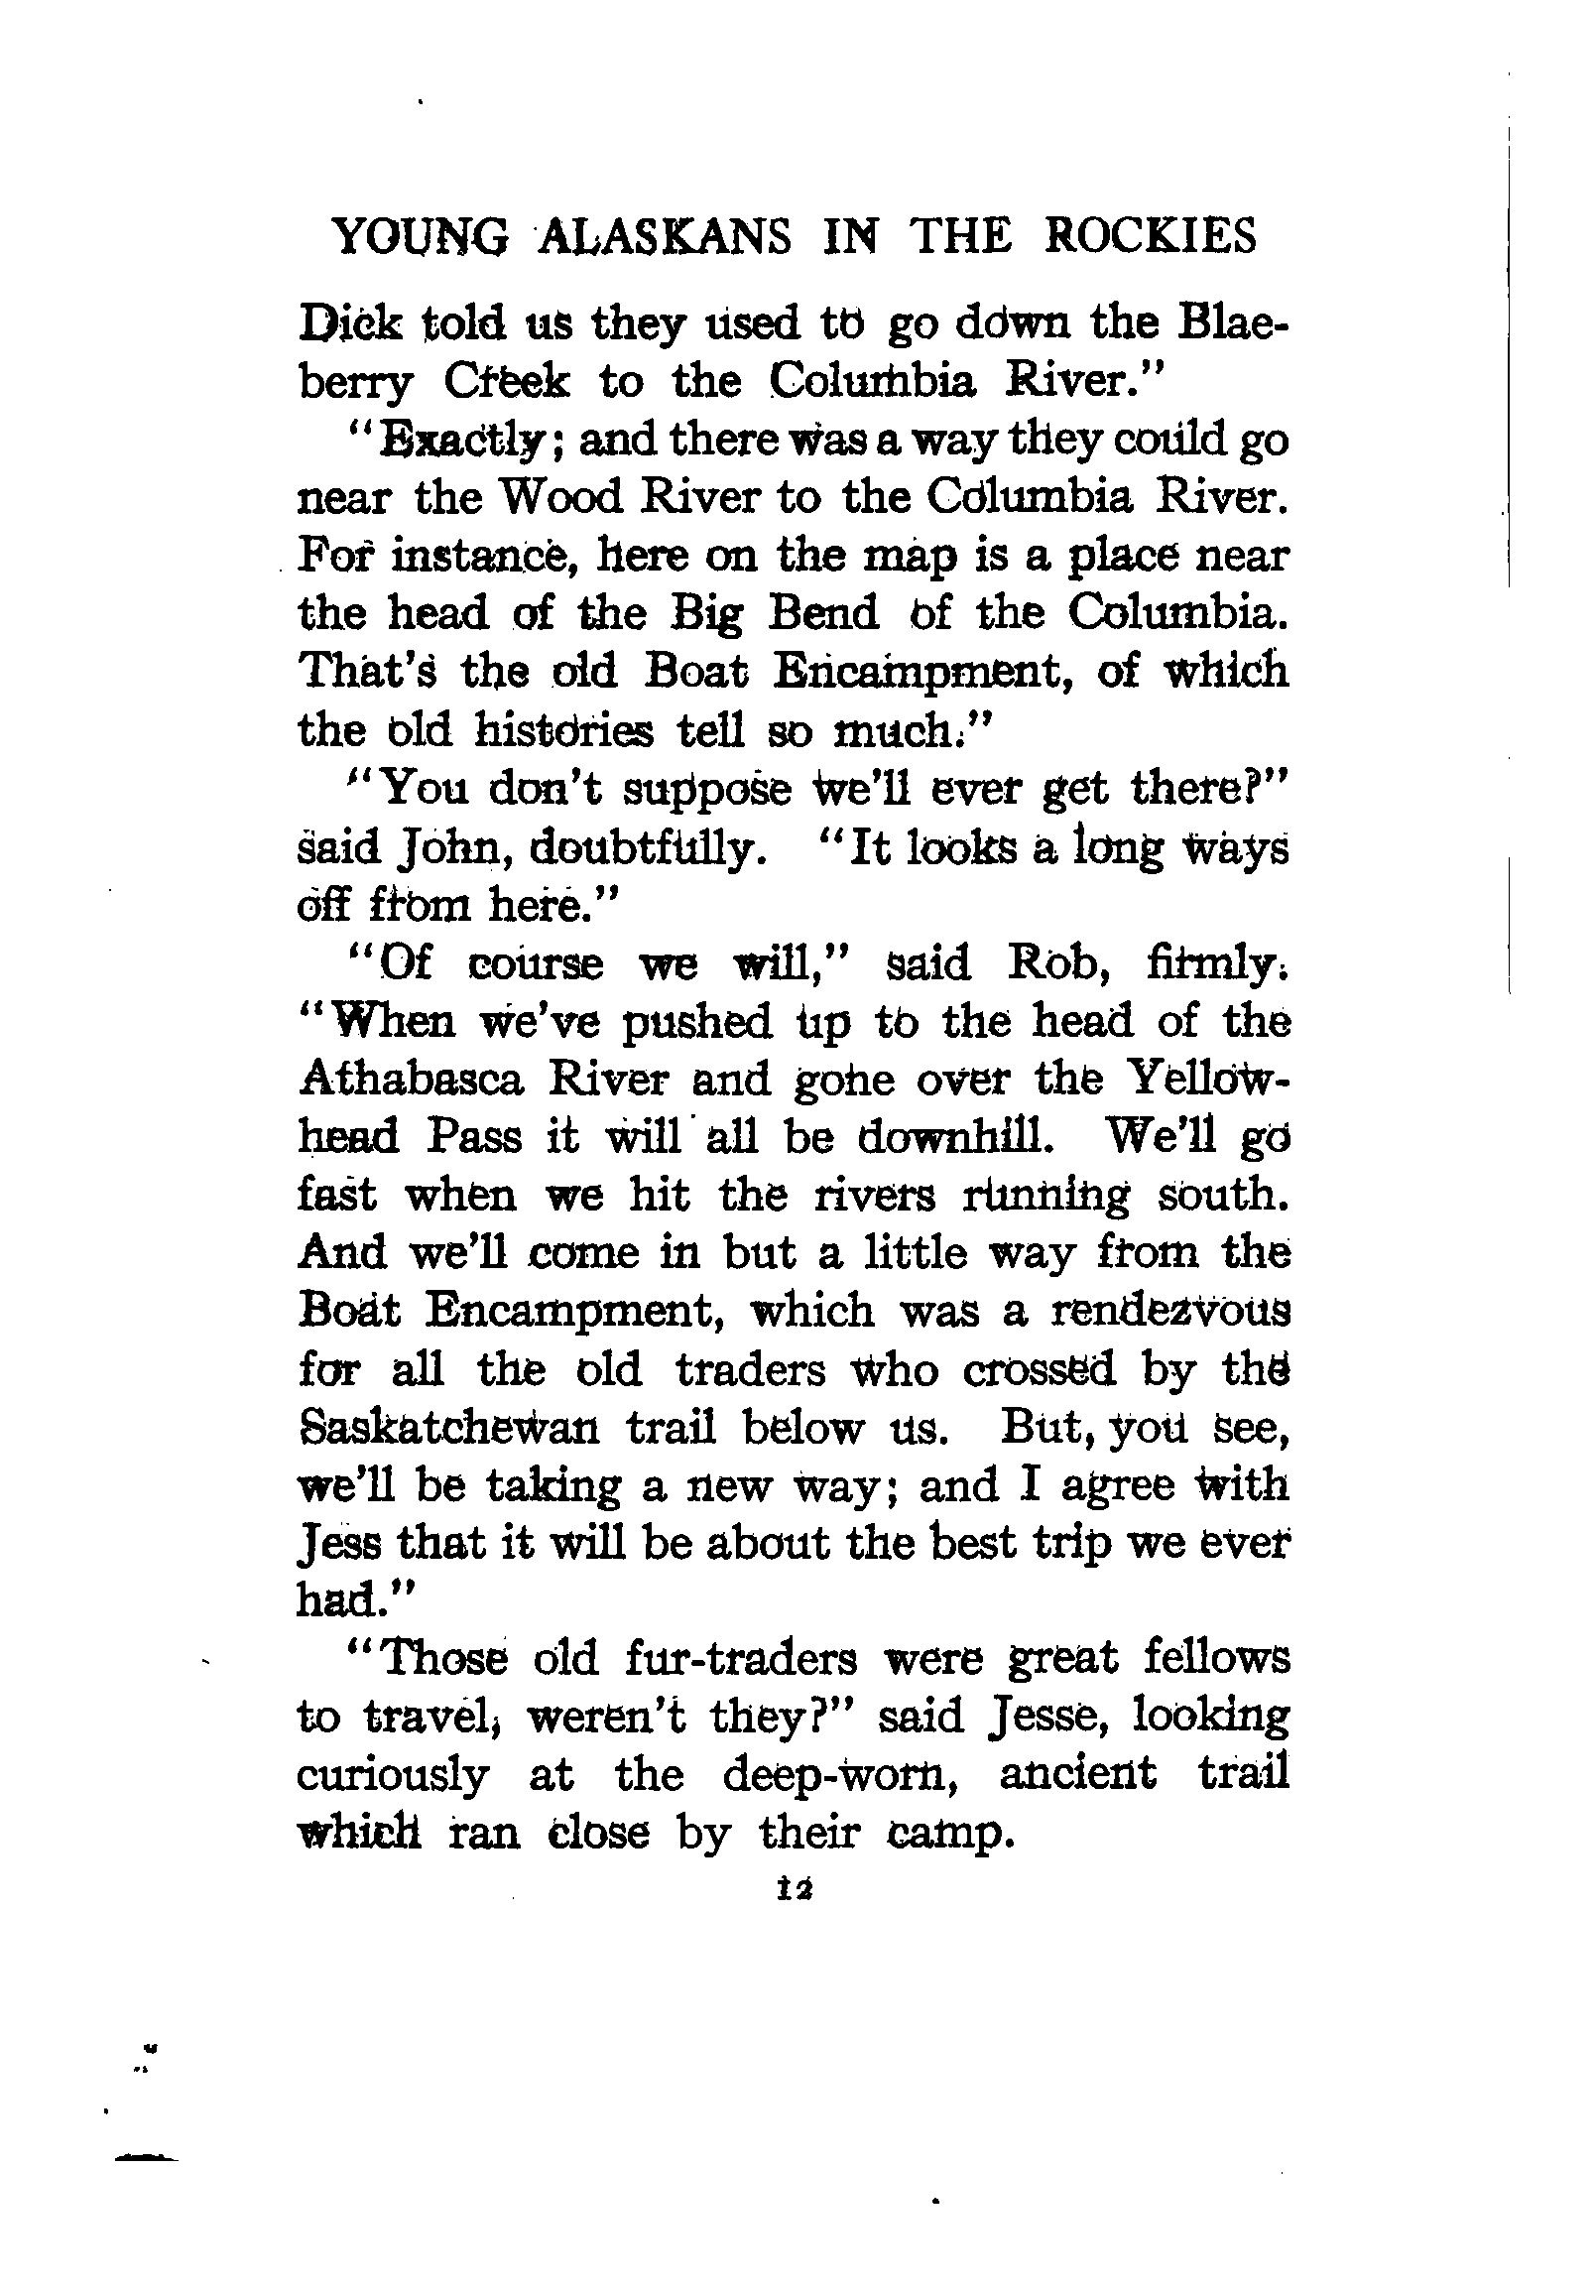 YOUNG ALASKANS IN THE ROCKIES
Dick told us they used to go down the Blae-
berry Creek to the Columbia River."
"Exactly; and there was a way they could go
near the Wood River to the Columbia River.
For instance, here on the map is a place near
the head of the Big Bend of the Columbia.
That's the old Boat Encampment, of which
the old histories tell so much."
"You don't suppose we'll ever get there?"
said John, doubtfully. "It looks a long ways
off from here."
"Of course we will," said Rob, firmly.
"When we've pushed up to the head of the
Athabasca River and gone over the Yellow-
head Pass it will all be downhill. We'll go
fast when we hit the rivers running south.
And we'll come in but a little way from the
Boat Encampment, which was a rendezvous
for all the old traders who crossed by the
Saskatchewan trail below us. But, you see,
we'll be taking a new way; and I agree with
Jess that it will be about the best trip we ever
had."
"Those old fur-traders were great fellows
to travel, weren't they?" said Jesse, looking
curiously at the deep-worn, ancient trail
which ran close by their camp.
12